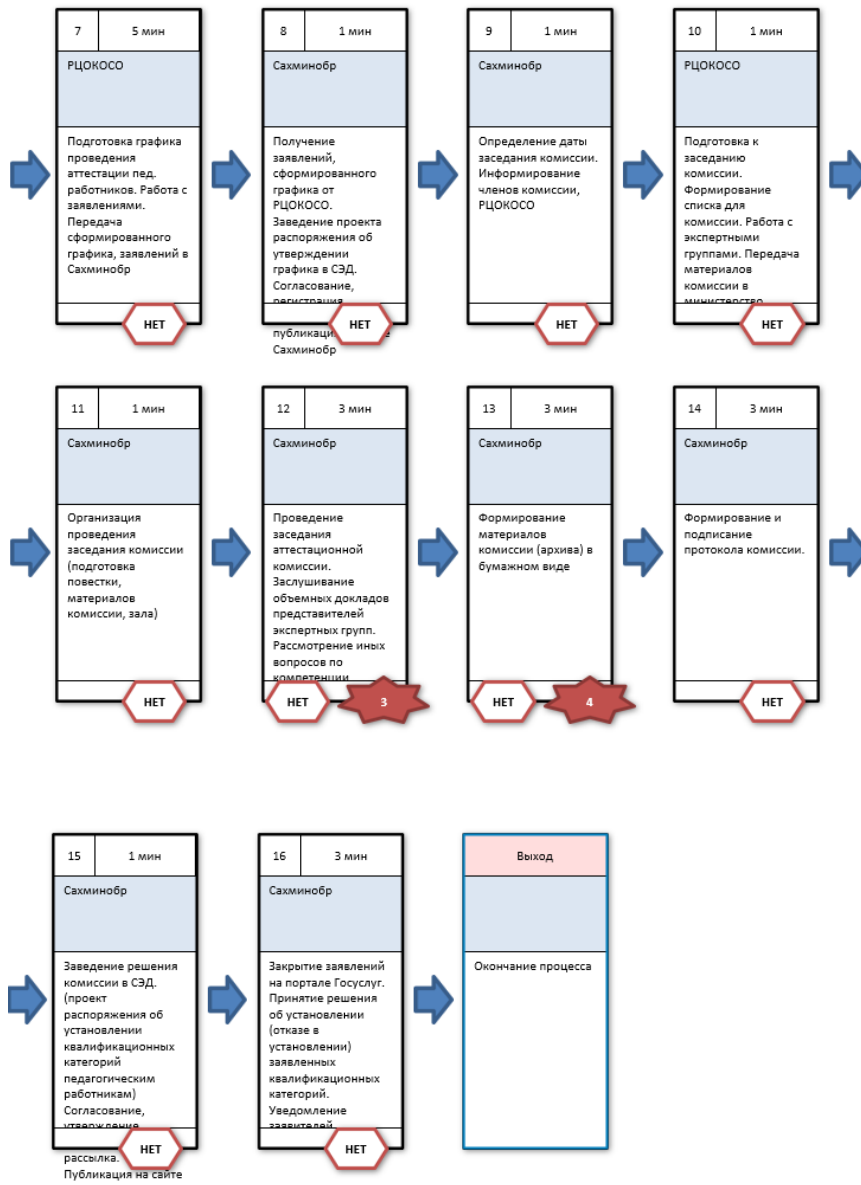 7 5 мин
РЦОКОСО
Подготовка графика
проведения
аттестации пед.
работников. Работа с
заявлениями.
Передача
сформированного
графика, заявлений в
Сахминобр
НЕТ
8 1 мин
Сахминобр
Получение
заявлений,
сформированного
графика от
РЦОКОСО.
Заведение проекта
распоряжения об
утверждении
графика в СЭД.
Согласование,
регистрация
НЕТ
Сахминобр
9 1 мин
Сахминобр
Определение даты
заседания комиссии.
Информирование
членов комиссии,
РЦОКОСО
НЕТ
10 1 мин
РЦОКОСО
Подготовка к
заседанию
комиссии.
Формирование
списка для
комиссии. Работа с
экспертными
группами. Передача
материалов
комиссии в
министерство
НЕТ
11 1 мин
Сахминобр
Организация
проведения
заседания комиссии
(подготовка
повестки,
материалов
комиссии, зала)
НЕТ
12 3 мин
Сахминобр
Проведение
заседания
аттестационной
комиссии.
Заслушивание
объемных докладов
представителей
экспертных групп.
Рассмотрение иных
вопросов по
компетенции
НЕТ 3
13 3 мин
Сахминобр
Формирование
материалов
комиссии (архива) в
бумажном виде
НЕТ 4
14 3 мин
Сахминобр
Формирование и
подписание
протокола комиссии.
НЕТ
15 1 мин
Сахминобр
Заведение решения
комиссии в СЭД.
(проект
распоряжения об
установлении
квалификационных
категорий
педагогическим
работникам)
Согласование,
утверждение
НЕТ
рассылка.
Публикация на сайте
16 3 мин
Сахминобр
Закрытие заявлений
на портале Госуслуг.
Принятие решения
об установлении
(отказе в
установлении)
заявленных
квалификационных
категорий.
Уведомление
заявителей
НЕТ
Выход
Окончание процесса